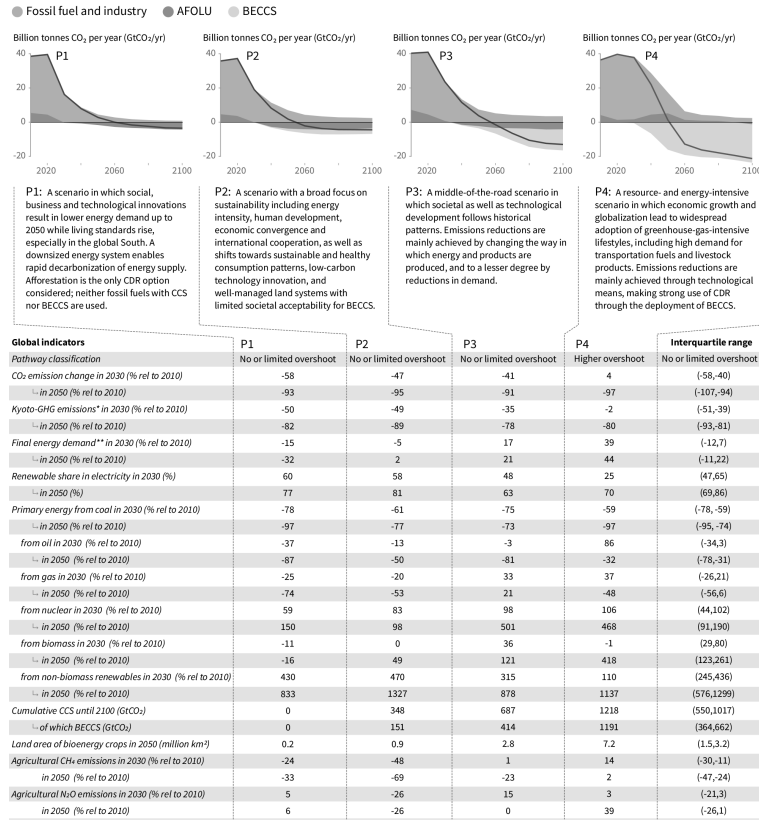 Fossil fuel and industry AFOLU BECCS
Billion tonnes CO₂ per year (GtCO₂/yr)
P1
40
20
0
-20
2020 2060 2100
Billion tonnes CO₂ per year (GtCO₂/yr)
P2
40
20
0
-20
2020 2060 2100
Billion tonnes CO₂ per year (GtCO₂/yr)
P3
40
20
0
-20
2020 2060 2100
Billion tonnes CO₂ per year (GtCO₂/yr)
P4
40
20
0
-20
2020 2060 2100
P1: A scenario in which social,
business and technological innovations
result in lower energy demand up to
2050 while living standards rise,
especially in the global South. A
downsized energy system enables
rapid decarbonization of energy supply.
Afforestation is the only CDR option
considered; neither fossil fuels with CCS
nor BECCS are used.
P2: A scenario with a broad focus on
sustainability including energy
intensity, human development,
economic convergence and
international cooperation, as well as
shifts towards sustainable and healthy
consumption patterns, low-carbon
technology innovation, and
well-managed land systems with
limited societal acceptability for BECCS.
P3: A middle-of-the-road scenario in
which societal as well as technological
development follows historical
patterns. Emissions reductions are
mainly achieved by changing the way in
which energy and products are
produced, and to a lesser degree by
reductions in demand.
P4: A resource- and energy-intensive
scenario in which economic growth and
globalization lead to widespread
adoption of greenhouse-gas-intensive
lifestyles, including high demand for
transportation fuels and livestock
products. Emissions reductions are
mainly achieved through technological
means, making strong use of CDR
through the deployment of BECCS.
Global indicators P1 P2 P3 P4 Interquartile range
Pathway classification No or limited overshoot No or limited overshoot No or limited overshoot Higher overshoot No or limited overshoot
CO₂ emission change in 2030 (% rel to 2010) -58 -47 -41 4 (-58,-40)
↳ in 2050 (% rel to 2010) -93 -95 -91 -97 (-107,-94)
Kyoto-GHG emissions* in 2030 (% rel to 2010) -50 -49 -35 -2 (-51,-39)
↳ in 2050 (% rel to 2010) -82 -89 -78 -80 (-93,-81)
Final energy demand** in 2030 (% rel to 2010) -15 -5 17 39 (-12,7)
↳ in 2050 (% rel to 2010) -32 2 21 44 (-11,22)
Renewable share in electricity in 2030 (%) 60 58 48 25 (47,65)
↳ in 2050 (%) 77 81 63 70 (69,86)
Primary energy from coal in 2030 (% rel to 2010) -78 -61 -75 -59 (-78, -59)
↳ in 2050 (% rel to 2010) -97 -77 -73 -97 (-95, -74)
from oil in 2030 (% rel to 2010) -37 -13 -3 86 (-34,3)
↳ in 2050 (% rel to 2010) -87 -50 -81 -32 (-78,-31)
from gas in 2030 (% rel to 2010) -25 -20 33 37 (-26,21)
↳ in 2050 (% rel to 2010) -74 -53 21 -48 (-56,6)
from nuclear in 2030 (% rel to 2010) 59 83 98 106 (44,102)
↳ in 2050 (% rel to 2010) 150 98 501 468 (91,190)
from biomass in 2030 (% rel to 2010) -11 0 36 -1 (29,80)
↳ in 2050 (% rel to 2010) -16 49 121 418 (123,261)
from non-biomass renewables in 2030 (% rel to 2010) 430 470 315 110 (245,436)
↳ in 2050 (% rel to 2010) 833 1327 878 1137 (576,1299)
Cumulative CCS until 2100 (GtCO₂) 0 348 687 1218 (550,1017)
↳ of which BECCS (GtCO₂) 0 151 414 1191 (364,662)
Land area of bioenergy crops in 2050 (million km²) 0.2 0.9 2.8 7.2 (1.5,3.2)
Agricultural CH₄ emissions in 2030 (% rel to 2010) -24 -48 1 14 (-30,-11)
in 2050 (% rel to 2010) -33 -69 -23 2 (-47,-24)
Agricultural N₂O emissions in 2030 (% rel to 2010) 5 -26 15 3 (-21,3)
in 2050 (% rel to 2010) 6 -26 0 39 (-26,1)